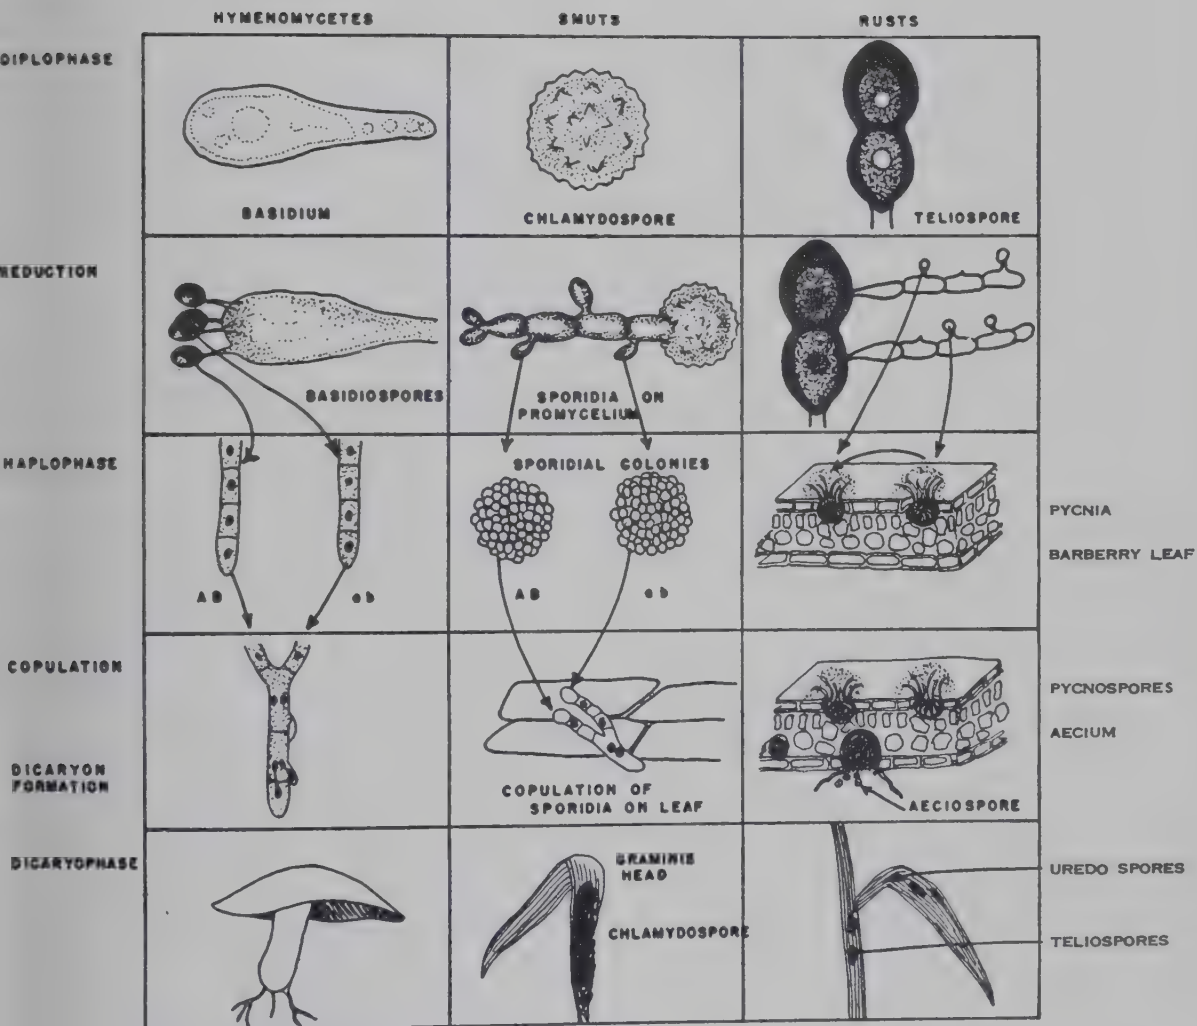 HYMENOMYCETES
SMUTS
RUSTS
DIPLOPHASE
BASIDIUM
CHLAMYDOSPORE
TELIOSPORE
REDUCTION
BASIDIOSPORES
SPORIDIA ON
PROMYCELIUM
HAPLOPHASE
SPORIDIAL COLONIES
PYCNIA
BARBERRY LEAF
AB
ab
AB
ab
COPULATION
PYCNOSPORES
AECIUM
DICARYON
FORMATION
COPULATION OF
SPORIDIA ON LEAF
AECIOSPORE
DICARYOPHASE
GRAMINIS
HEAD
UREDO SPORES
CHLAMYDOSPORE
TELIOSPORES